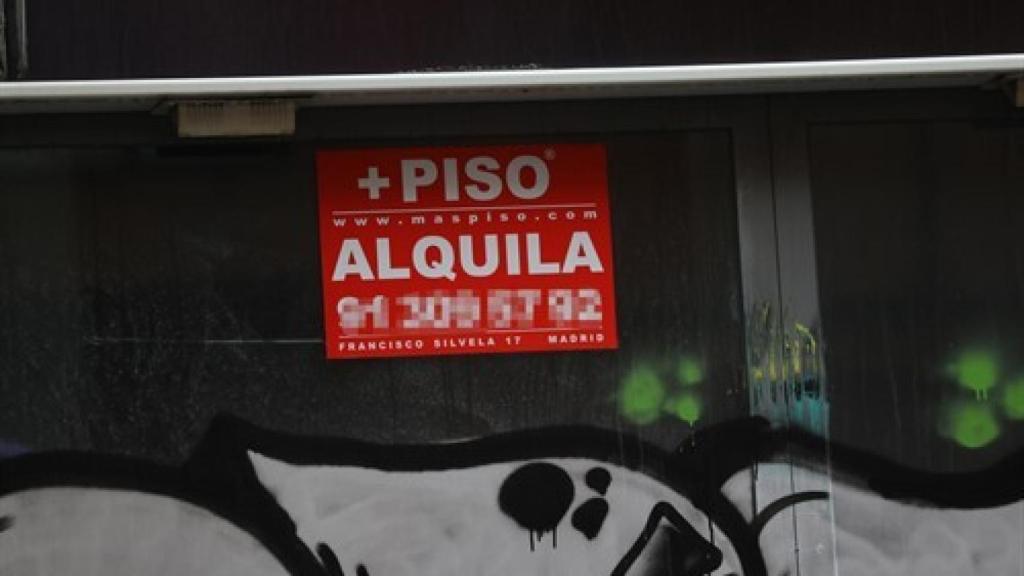 +PISO®
www.maspiso.com
ALQUILA
FRANCISCO SILVELA 17 MADRID